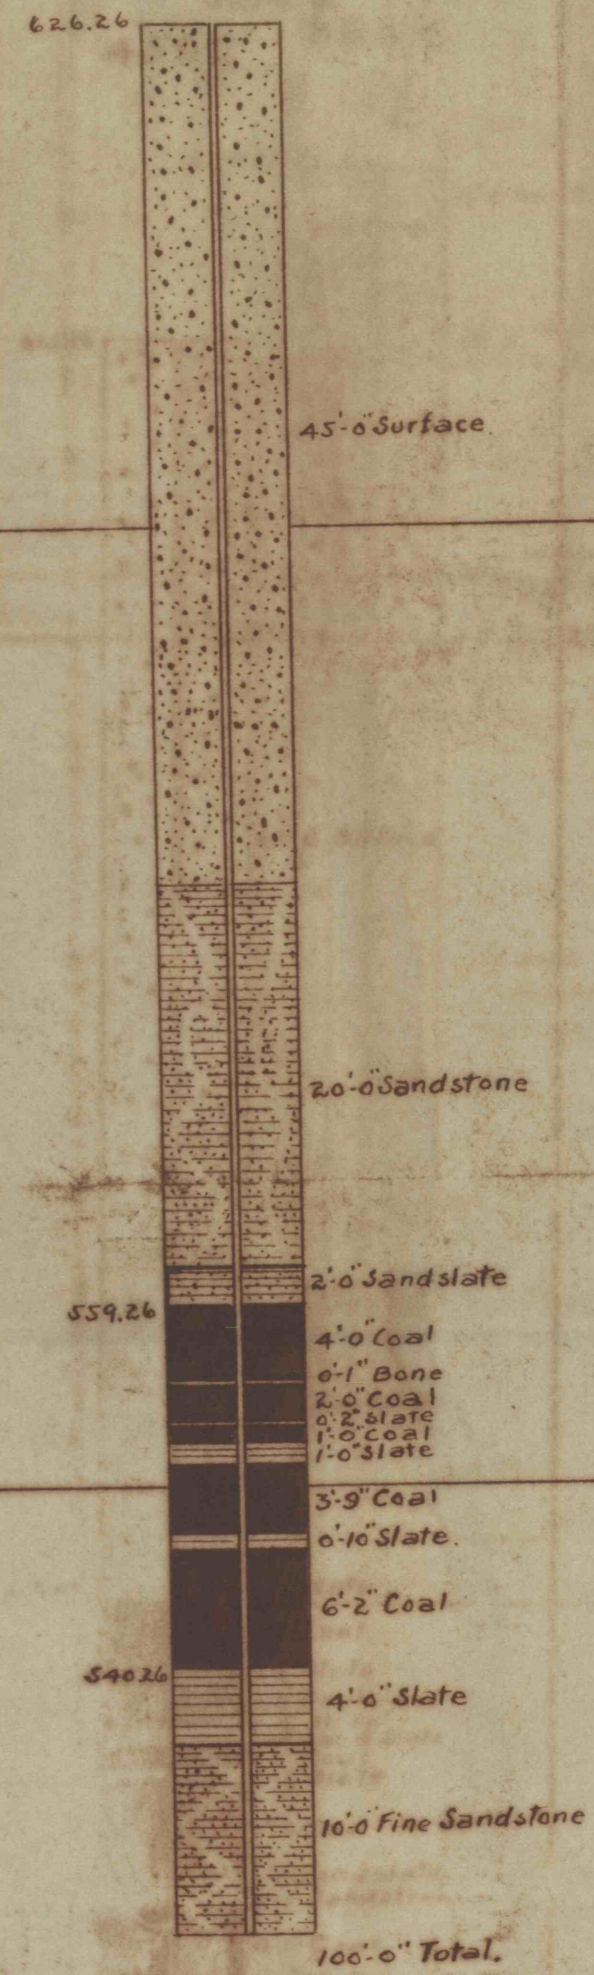 626.26
45'-0" Surface.
20'-0" Sandstone
2'-0" Sandslate
559.26
4'-0" Coal
0'-1" Bone
2'-0" Coal
0'-2" Slate
1'-0" Coal
1'-0" Slate
3'-9" Coal
0'-10" Slate.
6'-2" Coal
540.26
4'-0" Slate
10'-0" Fine Sandstone
100'-0" Total.